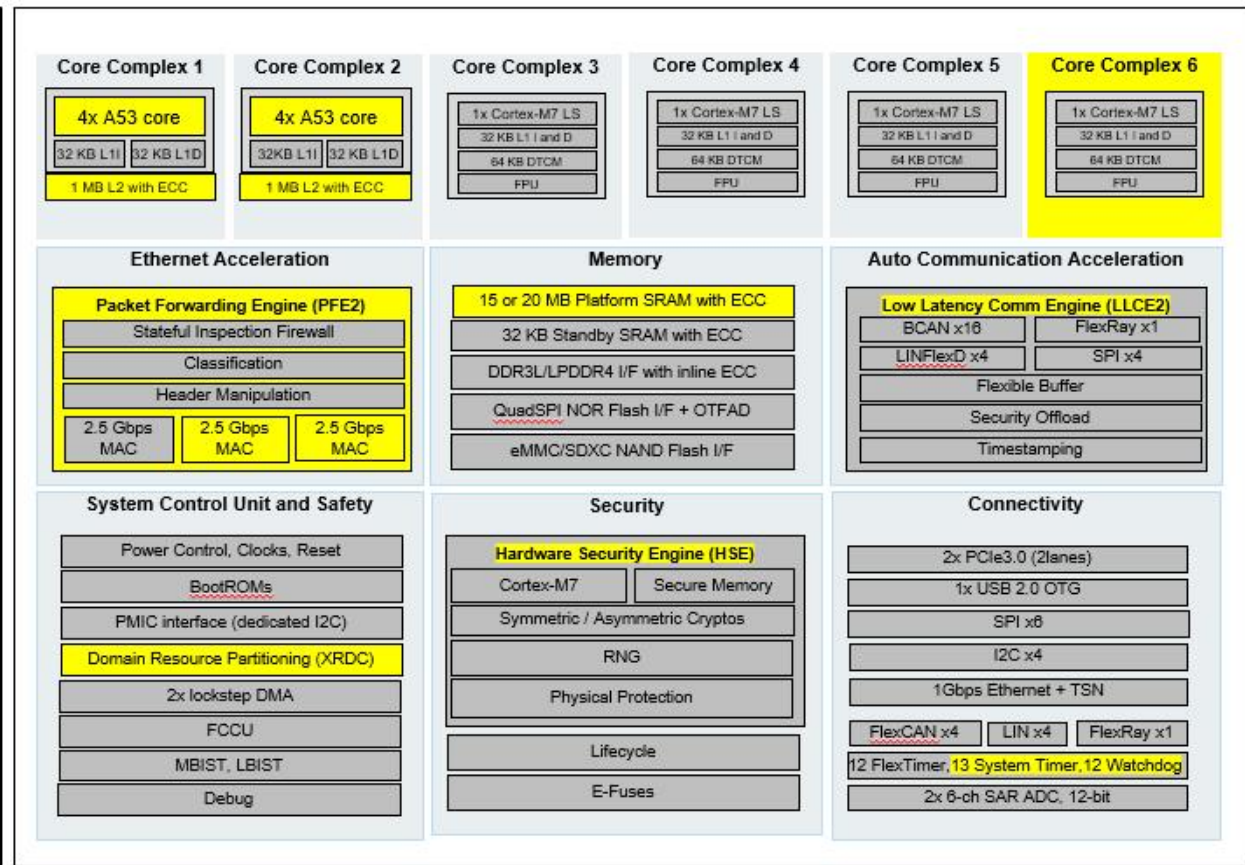 Core Complex 1
4x A53 core
32 KB L1I
32 KB L1D
1 MB L2 with ECC
Core Complex 2
4x A53 core
32KB L1I
32 KB L1D
1 MB L2 with ECC
Core Complex 3
1x Cortex-M7 LS
32 KB L1 I and D
64 KB DTCM
FPU
Core Complex 4
1x Cortex-M7 LS
32 KB L1 I and D
64 KB DTCM
FPU
Core Complex 5
1x Cortex-M7 LS
32 KB L1 I and D
64 KB DTCM
FPU
Core Complex 6
1x Cortex-M7 LS
32 KB L1 I and D
64 KB DTCM
FPU
Ethernet Acceleration
Packet Forwarding Engine (PFE2)
Stateful Inspection Firewall
Classification
Header Manipulation
2.5 Gbps
MAC
2.5 Gbps
MAC
2.5 Gbps
MAC
Memory
15 or 20 MB Platform SRAM with ECC
32 KB Standby SRAM with ECC
DDR3L/LPDDR4 I/F with inline ECC
QuadSPI NOR Flash I/F + OTFAD
eMMC/SDXC NAND Flash I/F
Auto Communication Acceleration
Low Latency Comm Engine (LLCE2)
BCAN x16
FlexRay x1
LINFlexD x4
SPI x4
Flexible Buffer
Security Offload
Timestamping
System Control Unit and Safety
Power Control, Clocks, Reset
BootROMs
PMIC interface (dedicated I2C)
Domain Resource Partitioning (XRDC)
2x lockstep DMA
FCCU
MBIST, LBIST
Debug
Security
Hardware Security Engine (HSE)
Cortex-M7
Secure Memory
Symmetric / Asymmetric Cryptos
RNG
Physical Protection
Lifecycle
E-Fuses
Connectivity
2x PCIe3.0 (2lanes)
1x USB 2.0 OTG
SPI x6
I2C x4
1Gbps Ethernet + TSN
FlexCAN x4
LIN x4
FlexRay x1
12 FlexTimer,13 System Timer,12 Watchdog
2x 6-ch SAR ADC, 12-bit